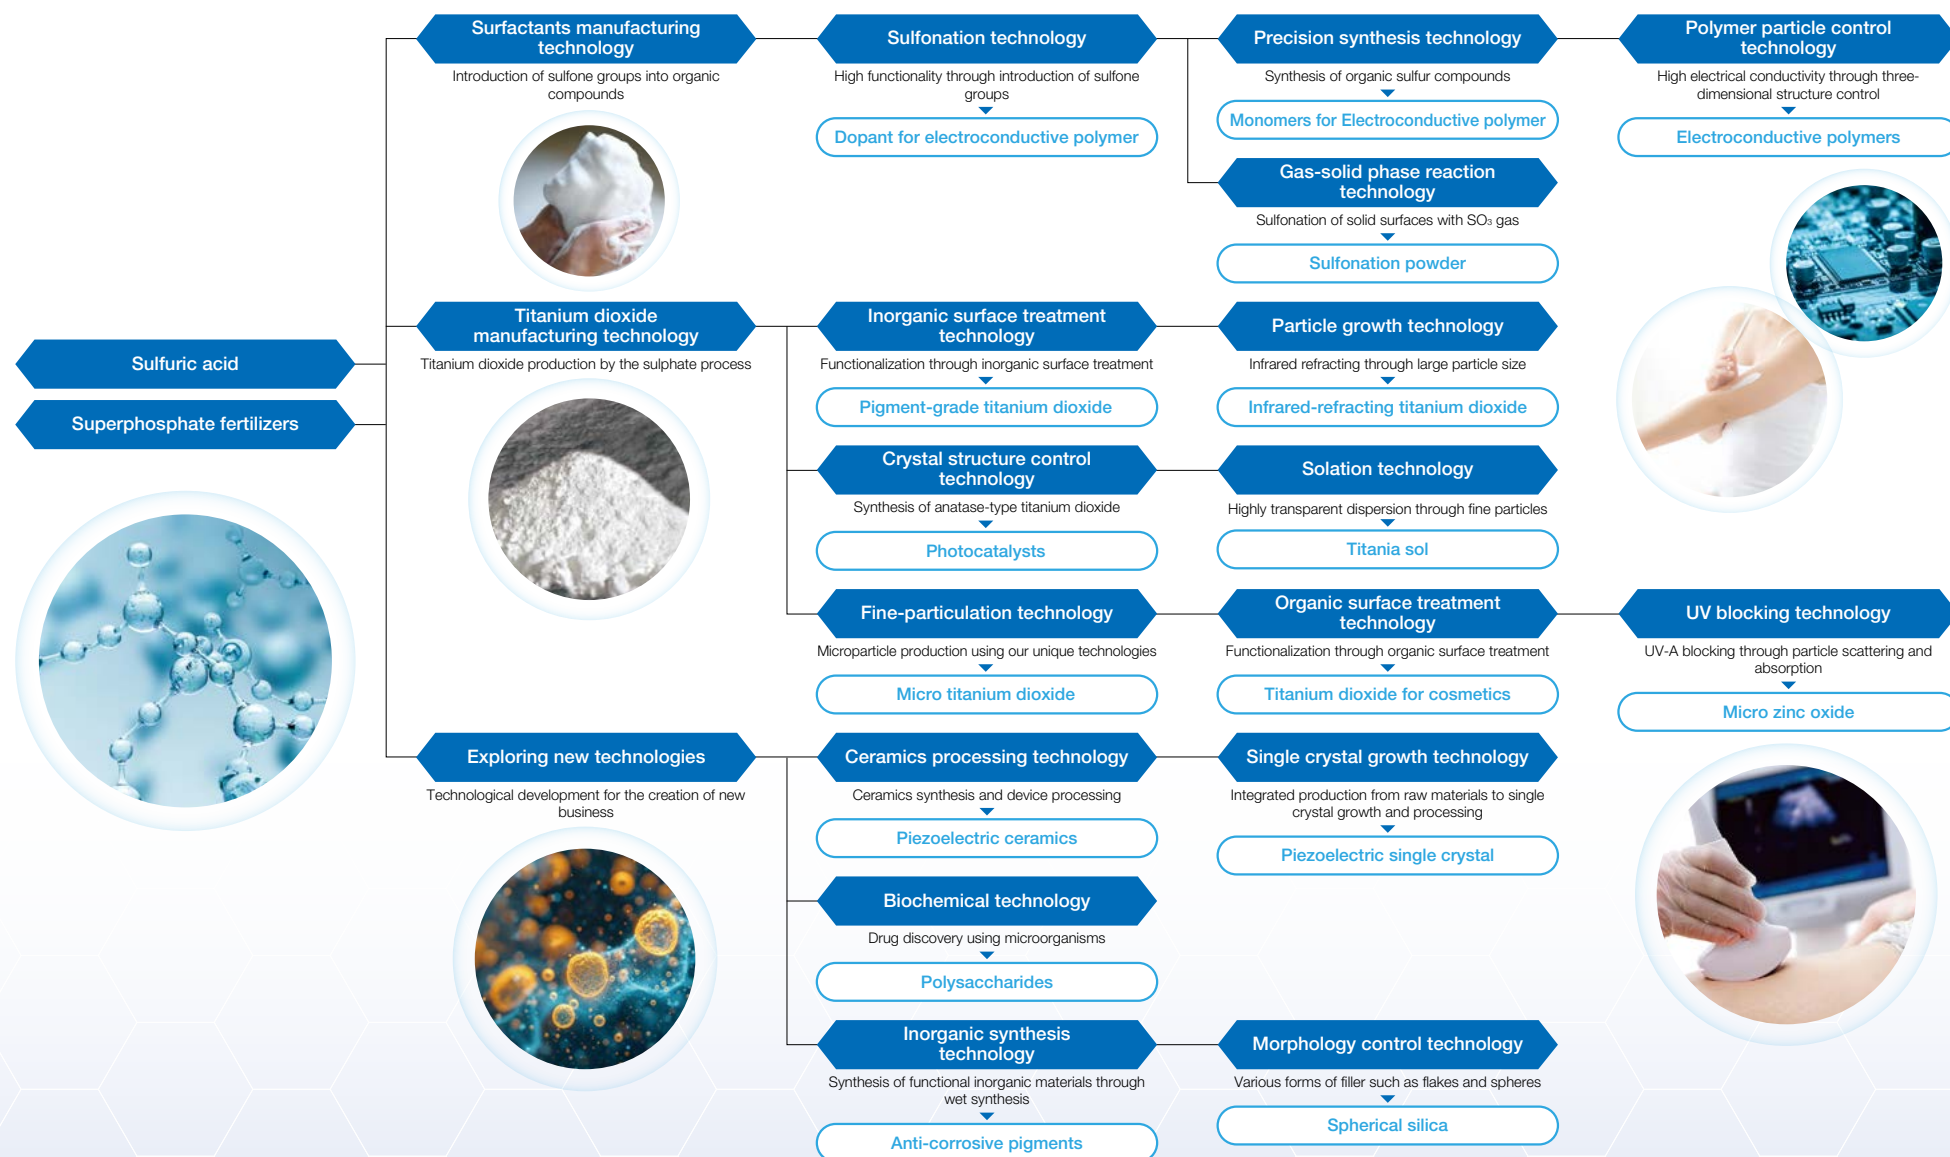 Sulfuric acid
Superphosphate fertilizers
Surfactants manufacturing
technology
Introduction of sulfone groups into organic
compounds
Sulfonation technology
High functionality through introduction of sulfone
groups
Dopant for electroconductive polymer
Precision synthesis technology
Synthesis of organic sulfur compounds
Monomers for Electroconductive polymer
Polymer particle control
technology
High electrical conductivity through three-
dimensional structure control
Electroconductive polymers
Gas-solid phase reaction
technology
Sulfonation of solid surfaces with SO₃ gas
Sulfonation powder
Titanium dioxide
manufacturing technology
Titanium dioxide production by the sulphate process
Inorganic surface treatment
technology
Functionalization through inorganic surface treatment
Pigment-grade titanium dioxide
Particle growth technology
Infrared refracting through large particle size
Infrared-refracting titanium dioxide
Crystal structure control
technology
Synthesis of anatase-type titanium dioxide
Photocatalysts
Solation technology
Highly transparent dispersion through fine particles
Titania sol
Fine-particulation technology
Microparticle production using our unique technologies
Micro titanium dioxide
Organic surface treatment
technology
Functionalization through organic surface treatment
Titanium dioxide for cosmetics
UV blocking technology
UV-A blocking through particle scattering and
absorption
Micro zinc oxide
Exploring new technologies
Technological development for the creation of new
business
Ceramics processing technology
Ceramics synthesis and device processing
Piezoelectric ceramics
Single crystal growth technology
Integrated production from raw materials to single
crystal growth and processing
Piezoelectric single crystal
Biochemical technology
Drug discovery using microorganisms
Polysaccharides
Inorganic synthesis
technology
Synthesis of functional inorganic materials through
wet synthesis
Anti-corrosive pigments
Morphology control technology
Various forms of filler such as flakes and spheres
Spherical silica